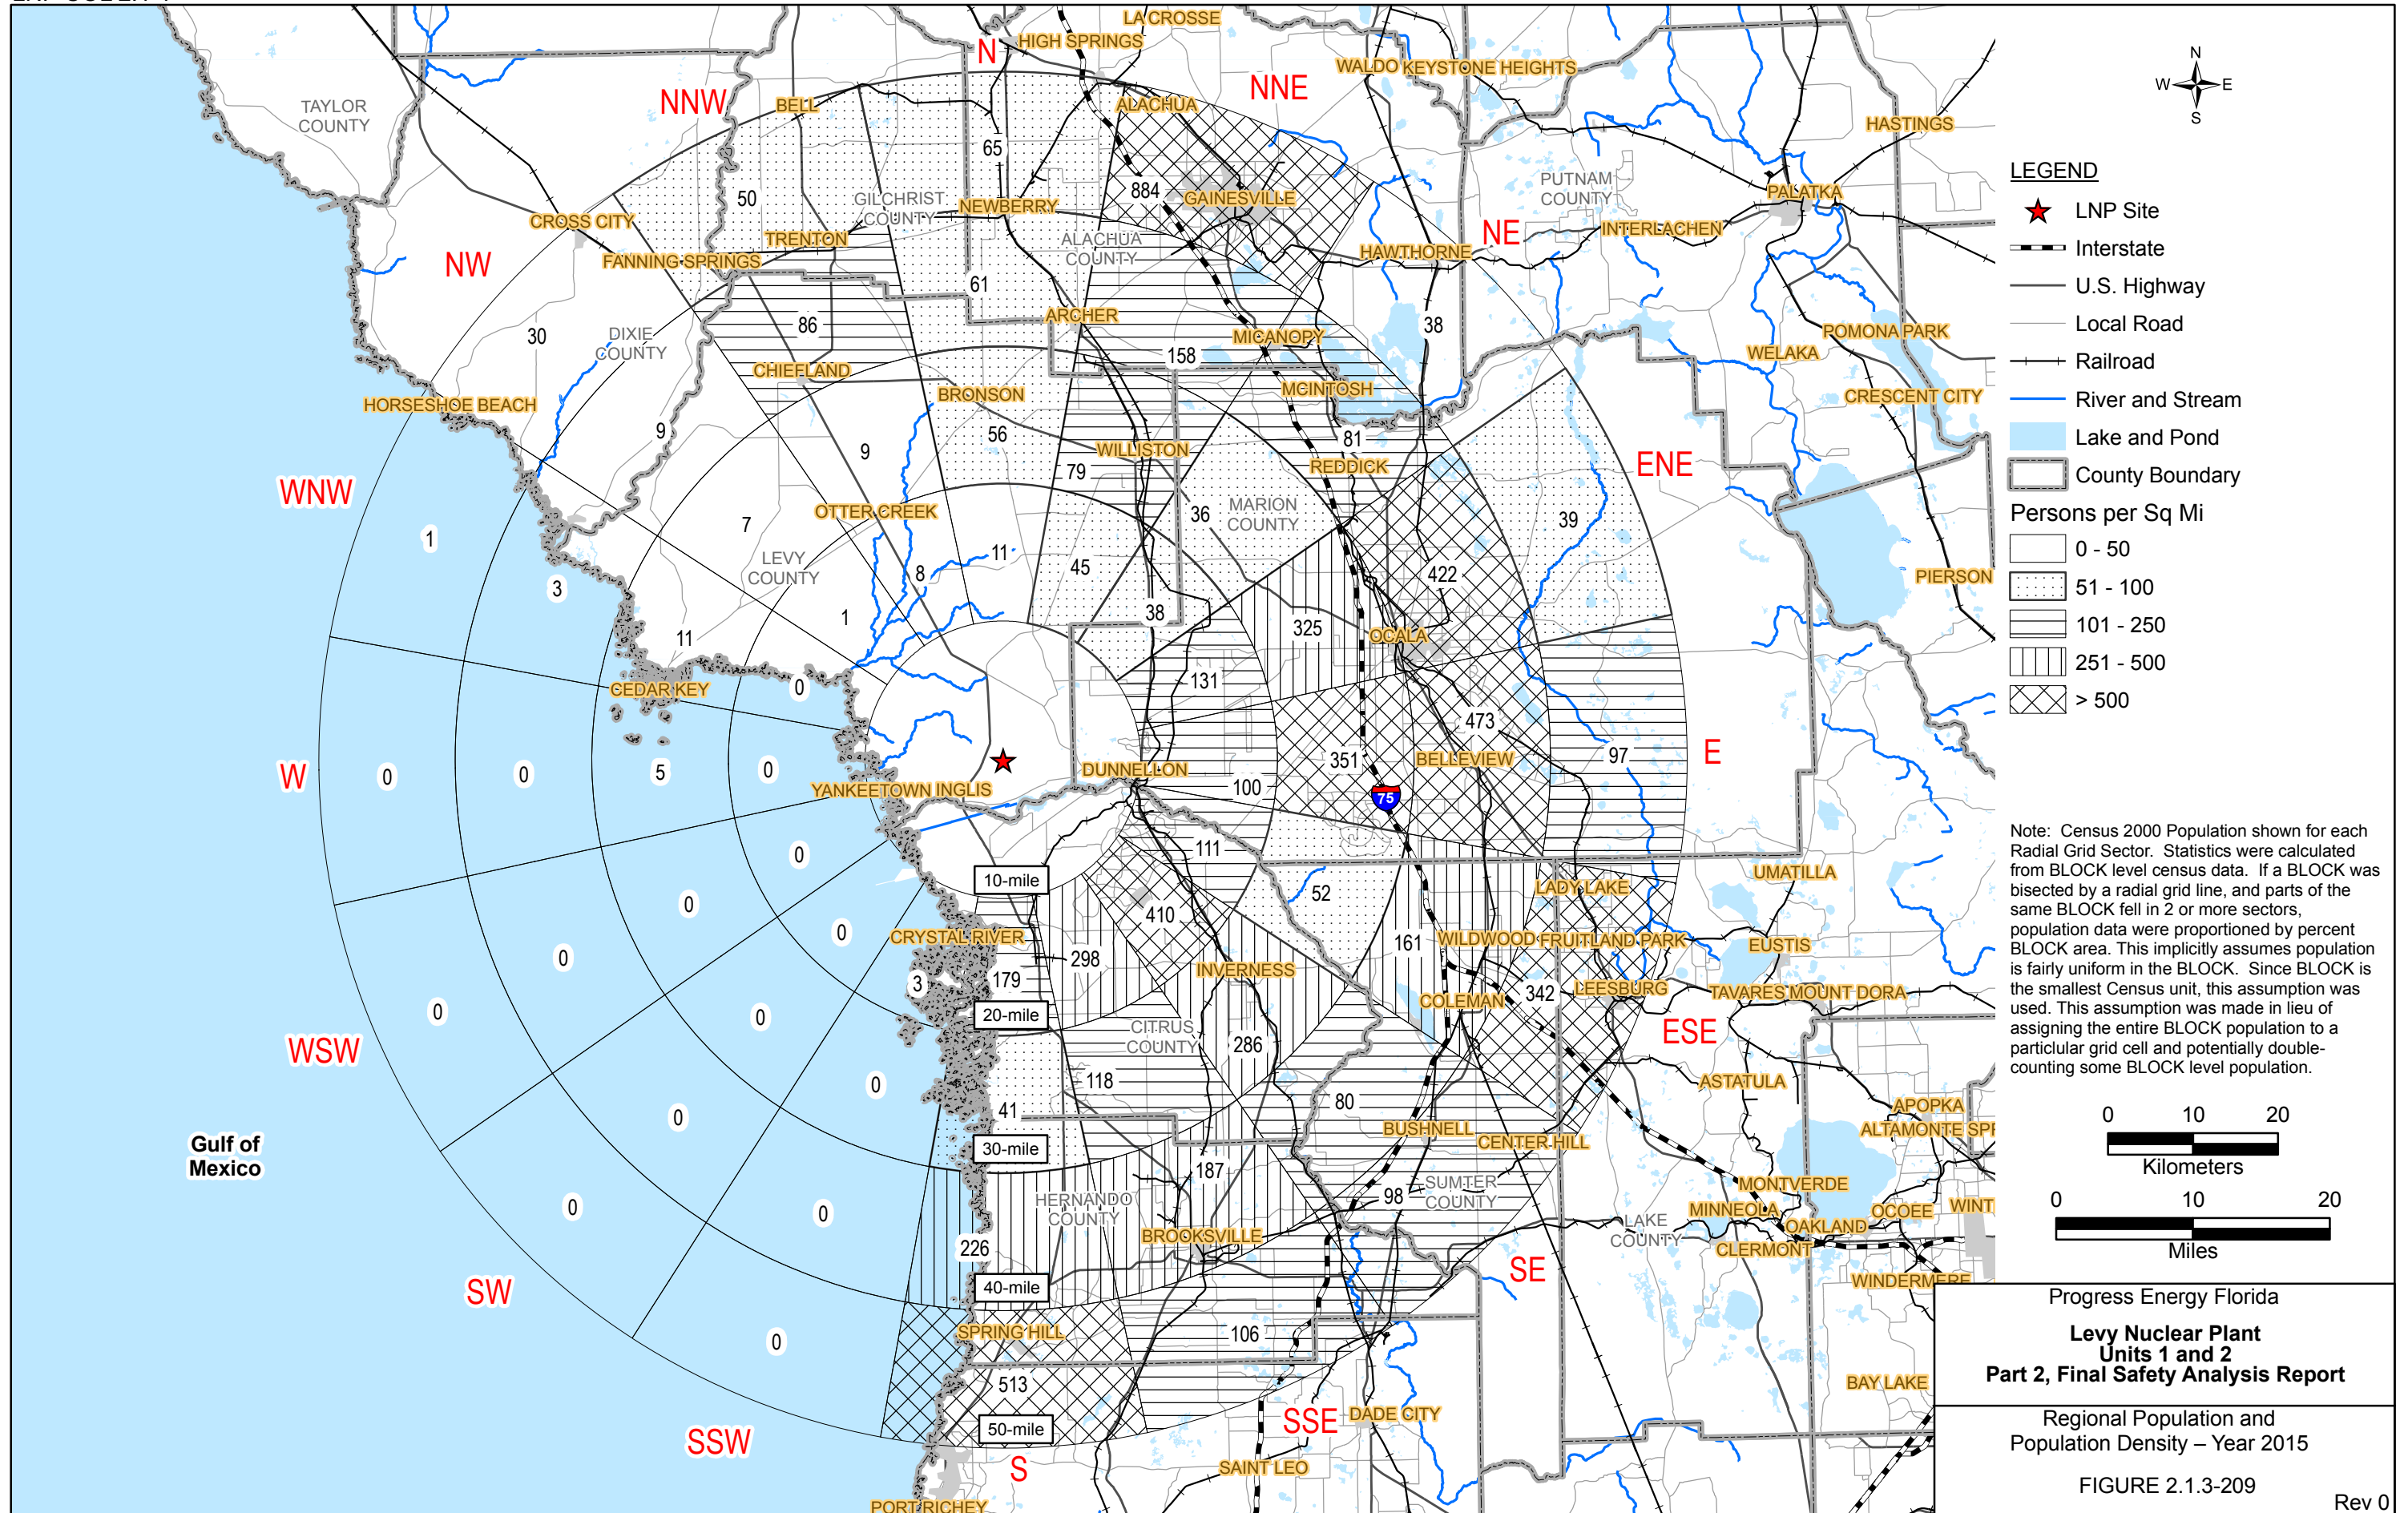 LA CROSSE
HIGH SPRINGS
N
NNE
WALDO
KEYSTONE HEIGHTS
NNW
BELL
ALACHUA
TAYLOR
COUNTY
HASTINGS
65
884
GAINESVILLE
50
GILCHRIST
COUNTY
NEWBERRY
PUTNAM
COUNTY
PALATKA
CROSS CITY
TRENTON
ALACHUA
COUNTY
HAWTHORNE
NE
INTERLACHEN
NW
FANNING SPRINGS
61
ARCHER
86
30
DIXIE
COUNTY
MICANOPY
38
POMONA PARK
158
WELAKA
CHIEFLAND
MCINTOSH
HORSESHOE BEACH
BRONSON
CRESCENT CITY
9
9
56
WILLISTON
81
79
REDDICK
ENE
WNW
OTTER CREEK
36
MARION
COUNTY
39
7
1
LEVY
COUNTY
11
8
45
422
PIERSON
3
1
38
325
OCALA
11
131
CEDAR KEY
0
473
W
0
0
5
0
DUNNELLON
351
BELLEVIEW
97
E
YANKEETOWN
INGLIS
100
75
0
111
10-mile
52
LADY LAKE
UMATILLA
0
0
410
CRYSTAL RIVER
161
WILDWOOD
FRUITLAND PARK
EUSTIS
0
298
INVERNESS
3
179
342
LEESBURG
TAVARES
MOUNT DORA
0
0
20-mile
COLEMAN
CITRUS
COUNTY
286
ESE
WSW
0
118
ASTATULA
0
41
80
APOPKA
30-mile
BUSHNELL
CENTER HILL
ALTAMONTE SPR
Gulf of
Mexico
187
98
SUMTER
COUNTY
MONTVERDE
0
0
HERNANDO
COUNTY
MINNEOLA
OCOEE
WINT
BROOKSVILLE
LAKE
COUNTY
OAKLAND
226
CLERMONT
SW
40-mile
SE
WINDERMERE
0
SPRING HILL
106
513
BAY LAKE
50-mile
SSW
S
SSE
DADE CITY
SAINT LEO
PORT RICHEY
N
W
E
S
LEGEND
LNP Site
Interstate
U.S. Highway
Local Road
Railroad
River and Stream
Lake and Pond
County Boundary
Persons per Sq Mi
0 - 50
51 - 100
101 - 250
251 - 500
> 500
Note: Census 2000 Population shown for each
Radial Grid Sector. Statistics were calculated
from BLOCK level census data. If a BLOCK was
bisected by a radial grid line, and parts of the
same BLOCK fell in 2 or more sectors,
population data were proportioned by percent
BLOCK area. This implicitly assumes population
is fairly uniform in the BLOCK. Since BLOCK is
the smallest Census unit, this assumption was
used. This assumption was made in lieu of
assigning the entire BLOCK population to a
particlular grid cell and potentially double-
counting some BLOCK level population.
0 10 20
Kilometers
0 10 20
Miles
Progress Energy Florida
Levy Nuclear Plant
Units 1 and 2
Part 2, Final Safety Analysis Report
Regional Population and
Population Density – Year 2015
FIGURE 2.1.3-209
Rev 0